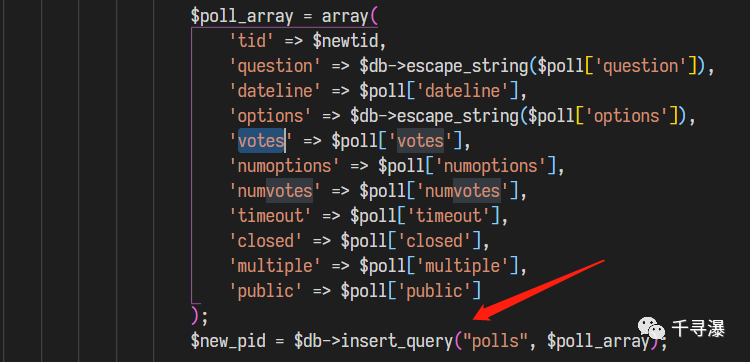 $poll_array = array(
'tid' => $newtid,
'question' => $db->escape_string($poll['question']),
'dateline' => $poll['dateline'],
'options' => $db->escape_string($poll['options']),
'votes' => $poll['votes'],
'numoptions' => $poll['numoptions'],
'numvotes' => $poll['numvotes'],
'timeout' => $poll['timeout'],
'closed' => $poll['closed'],
'multiple' => $poll['multiple'],
'public' => $poll['public']
);
$new_pid = $db->insert_query("polls", $poll_array);
千寻瀑